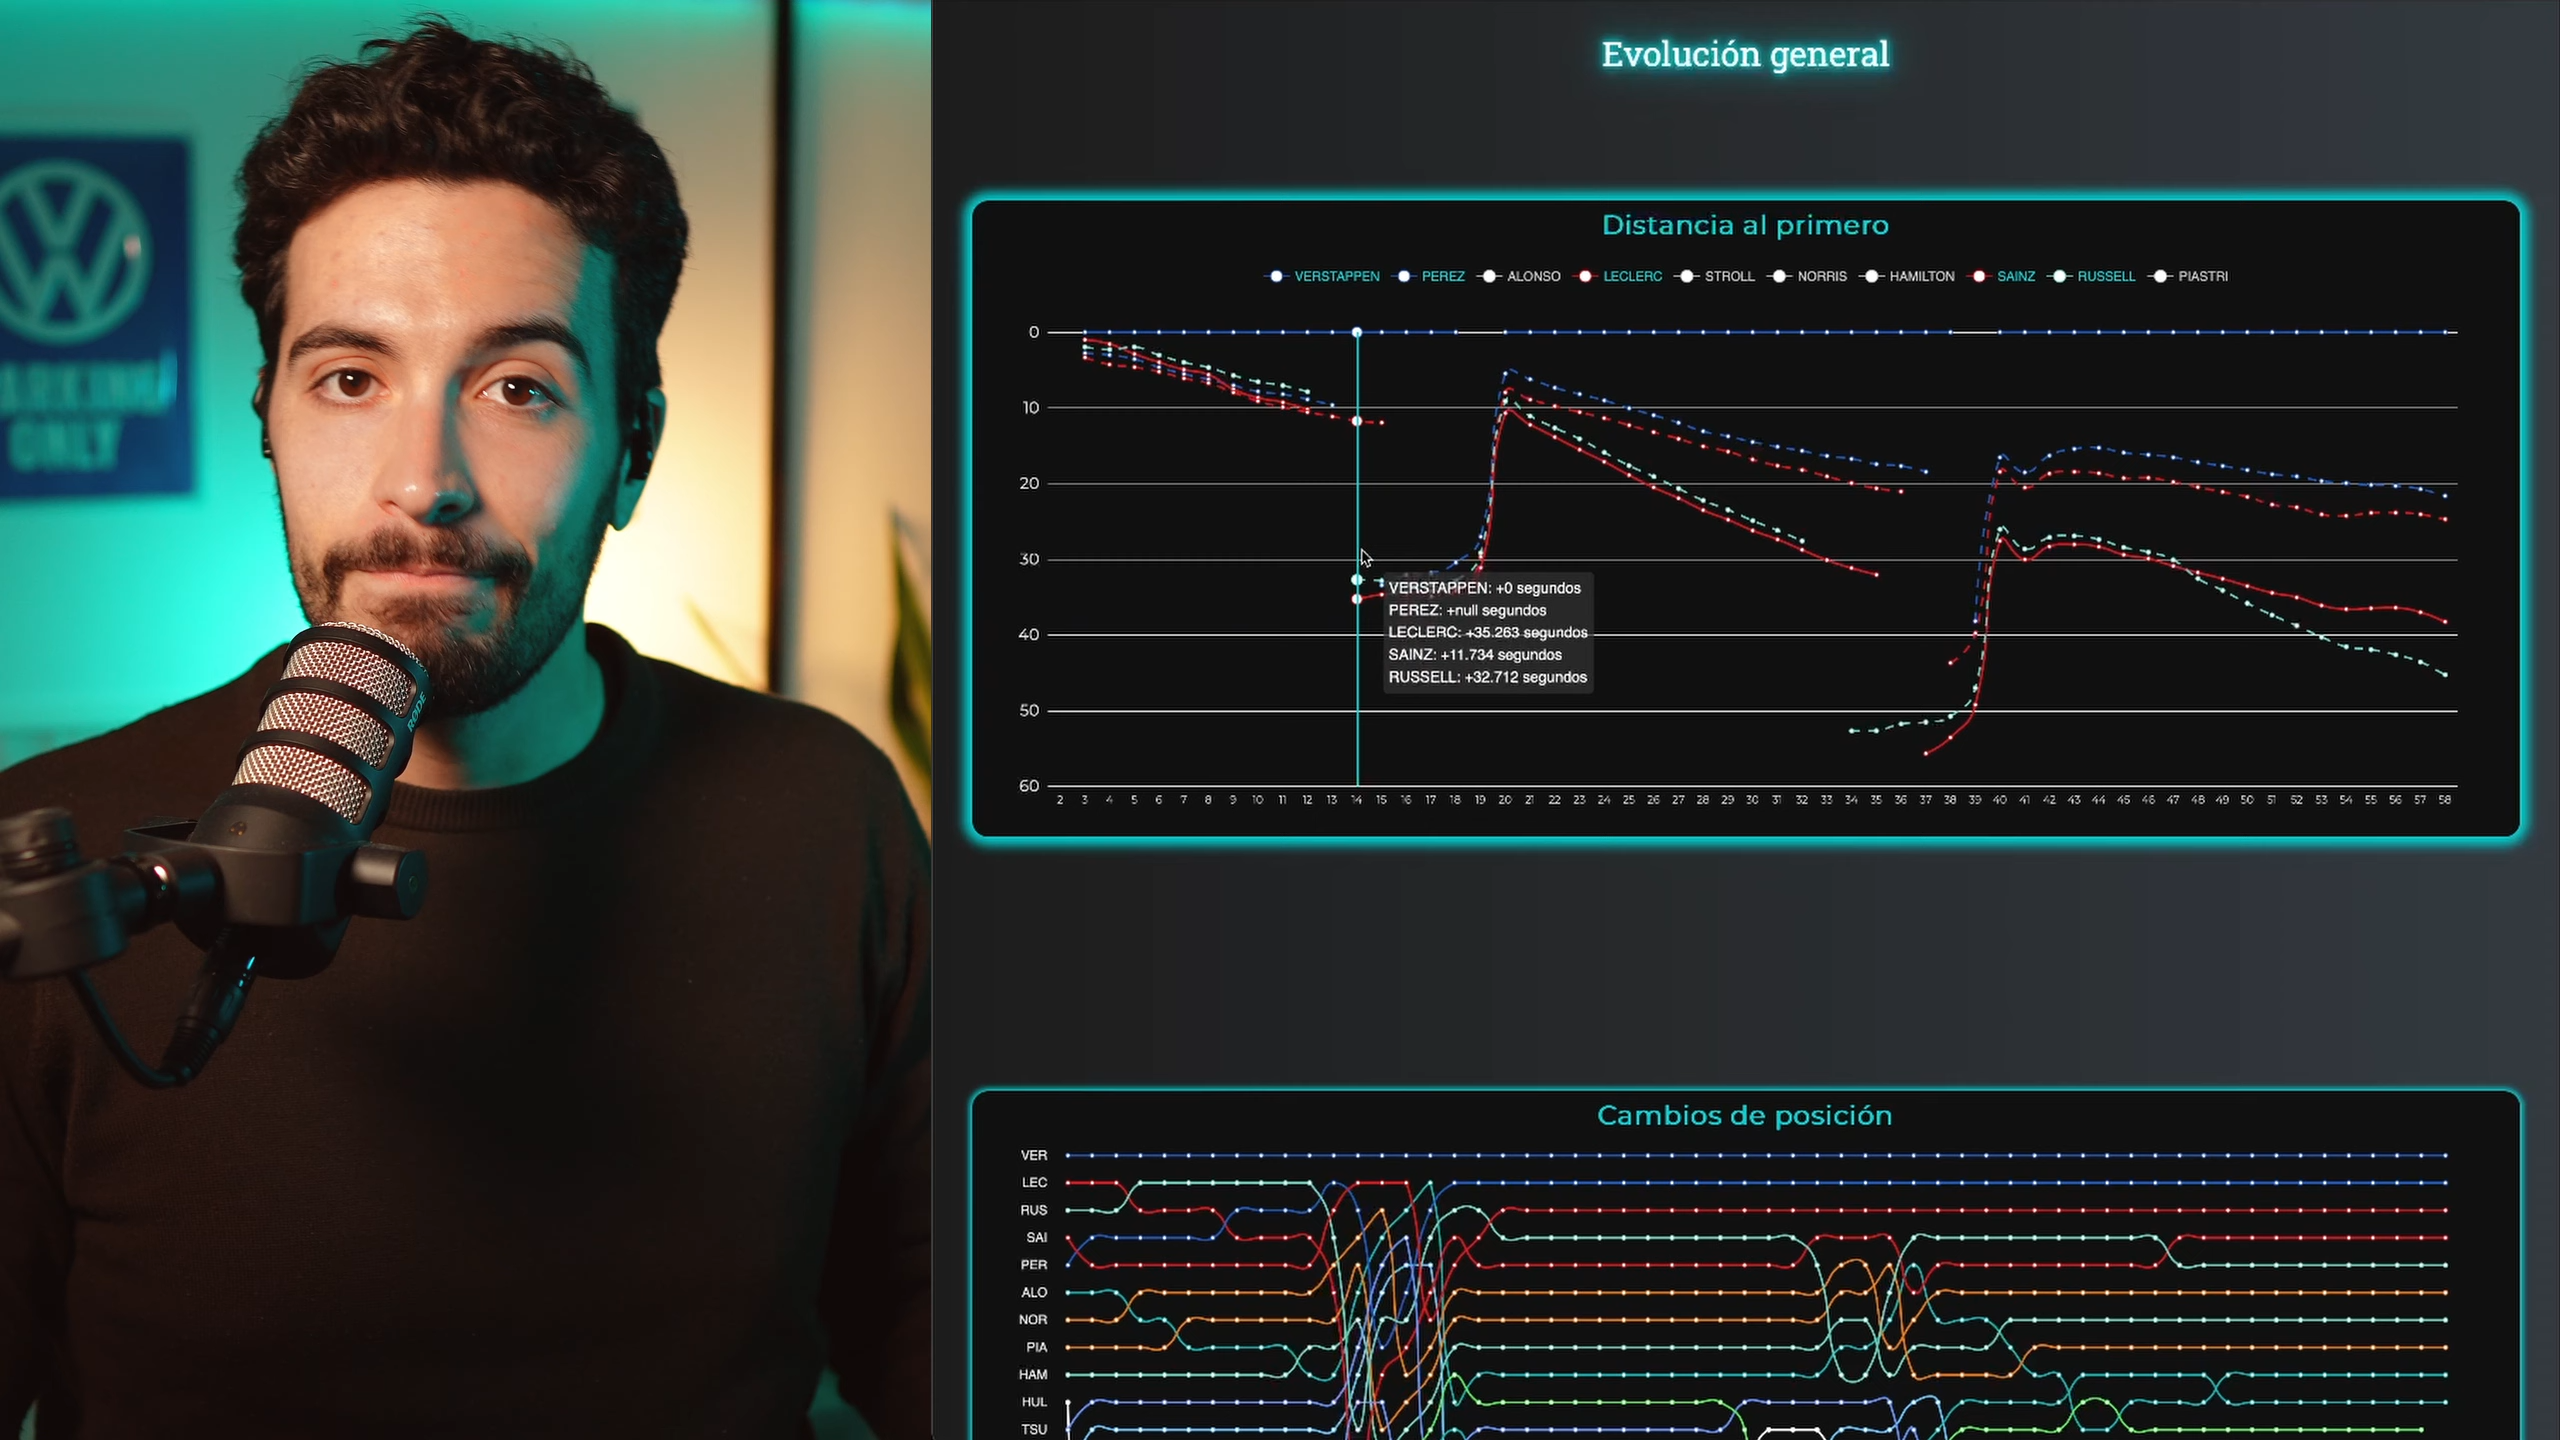 ARKING
ONLY
RØDE
Evolución general
Distancia al primero
VERSTAPPEN PEREZ ALONSO LECLERC STROLL NORRIS HAMILTON SAINZ RUSSELL PIASTRI
0
10
20
30
40
50
60
VERSTAPPEN: +0 segundos
PEREZ: +null segundos
LECLERC: +35.263 segundos
SAINZ: +11.734 segundos
RUSSELL: +32.712 segundos
2 3 4 5 6 7 8 9 10 11 12 13 14 15 16 17 18 19 20 21 22 23 24 25 26 27 28 29 30 31 32 33 34 35 36 37 38 39 40 41 42 43 44 45 46 47 48 49 50 51 52 53 54 55 56 57 58
Cambios de posición
VER
LEC
RUS
SAI
PER
ALO
NOR
PIA
HAM
HUL
TSU